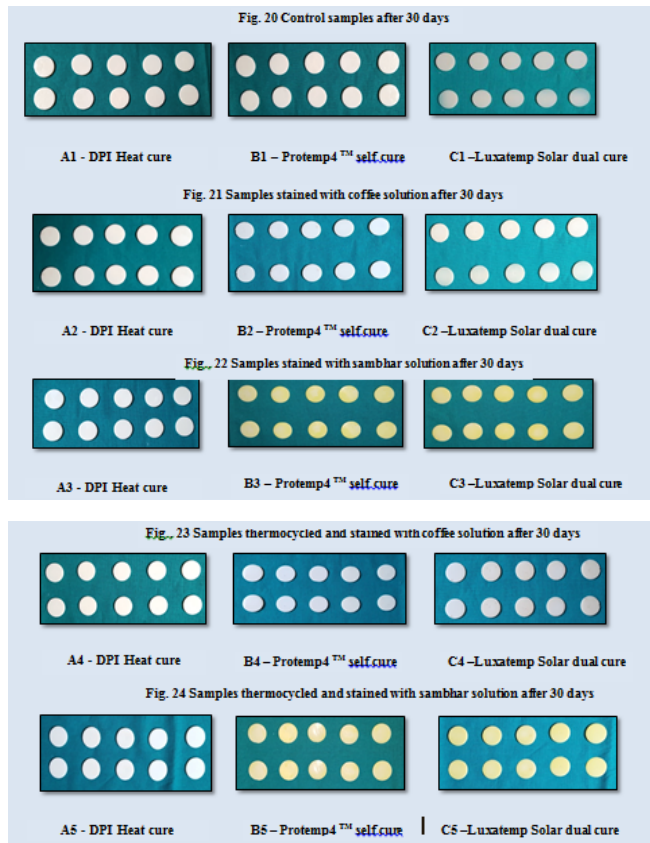 Fig. 20 Control samples after 30 days
A1 - DPI Heat cure
B1 – Protemp4 TM self cure
C1 –Luxatemp Solar dual cure
Fig. 21 Samples stained with coffee solution after 30 days
A2 - DPI Heat cure
B2 – Protemp4 TM self cure
C2 –Luxatemp Solar dual cure
Fig., 22 Samples stained with sambhar solution after 30 days
A3 - DPI Heat cure
B3 – Protemp4 TM self cure
C3 –Luxatemp Solar dual cure
Fig., 23 Samples thermocycled and stained with coffee solution after 30 days
A4 - DPI Heat cure
B4 – Protemp4 TM self cure
C4 –Luxatemp Solar dual cure
Fig. 24 Samples thermocycled and stained with sambhar solution after 30 days
A5 - DPI Heat cure
B5 – Protemp4 TM self cure
C5 –Luxatemp Solar dual cure